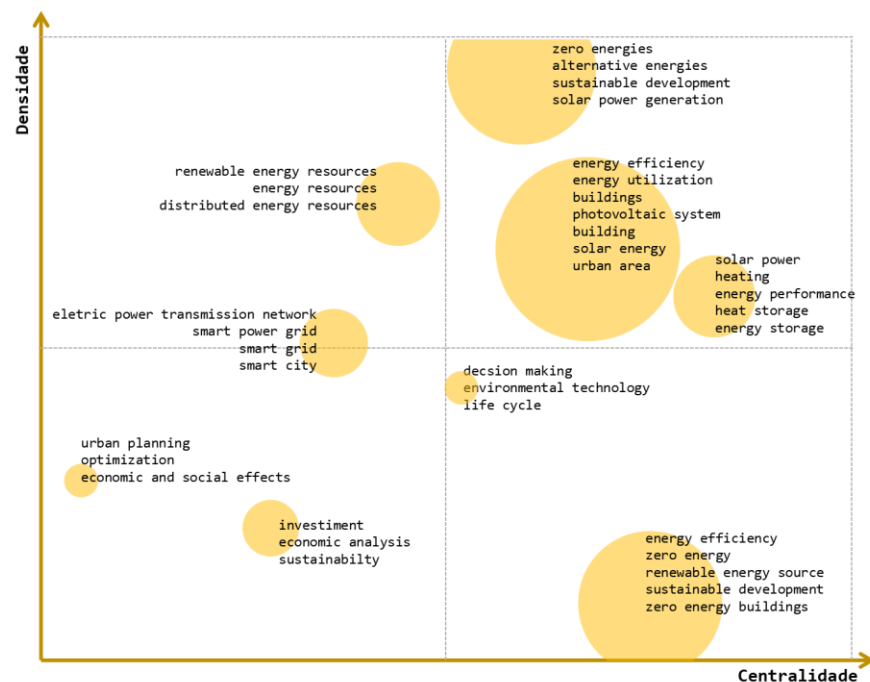 Densidade
zero energies
alternative energies
sustainable development
solar power generation
renewable energy resources
energy resources
distributed energy resources
energy efficiency
energy utilization
buildings
photovoltaic system
building
solar energy
urban area
solar power
heating
energy performance
heat storage
energy storage
eletric power transmission network
smart power grid
smart grid
smart city
decsion making
environmental technology
life cycle
urban planning
optimization
economic and social effects
investiment
economic analysis
sustainabilty
energy efficiency
zero energy
renewable energy source
sustainable development
zero energy buildings
Centralidade